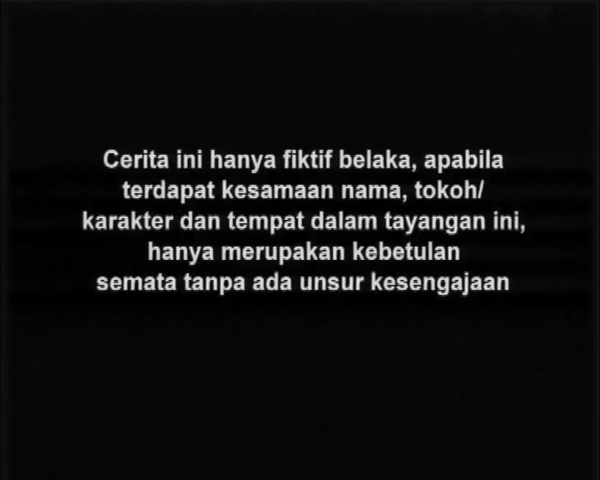 Cerita ini hanya fiktif belaka, apabila
terdapat kesamaan nama, tokoh/
karakter dan tempat dalam tayangan ini,
hanya merupakan kebetulan
semata tanpa ada unsur kesengajaan